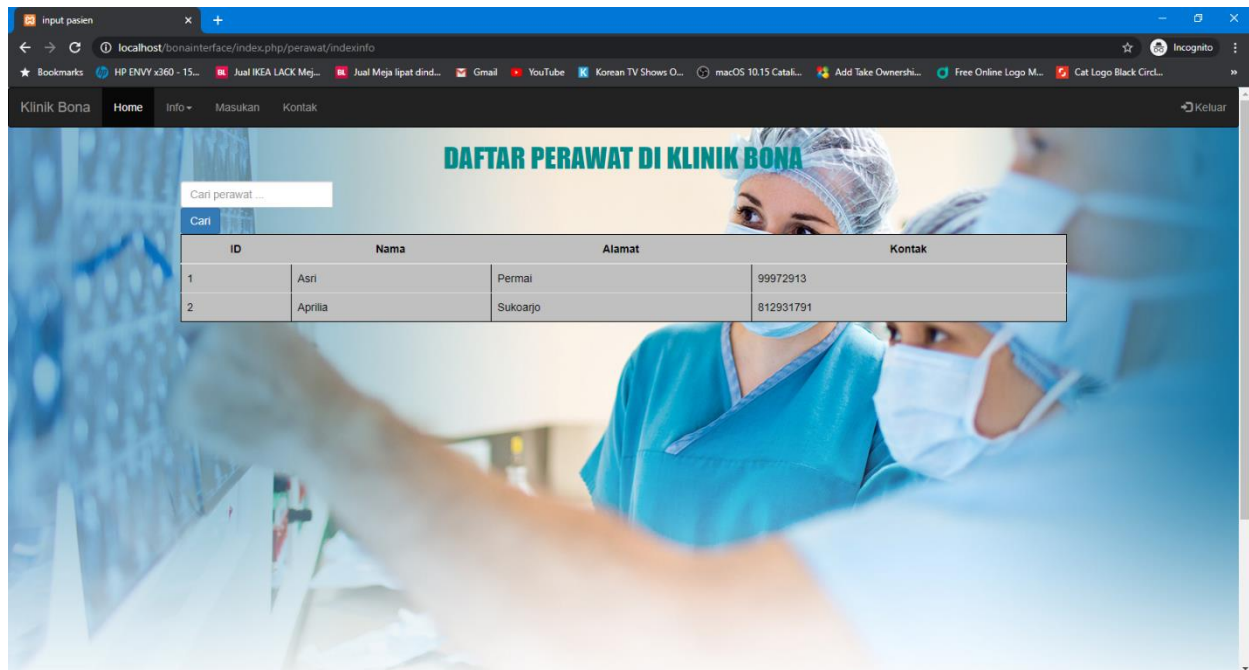 input pasien
localhost/bonainterface/index.php/perawat/indexinfo
Incognito
Bookmarks HP ENVY x360 - 15... Jual IKEA LACK Mej... Jual Meja lipat dind... Gmail YouTube Korean TV Shows O... macOS 10.15 Catali... Add Take Ownershi... Free Online Logo M... Cat Logo Black Circl... »
Klinik Bona Home Info Masukan Kontak Keluar
DAFTAR PERAWAT DI KLINIK BONA
Cari perawat ...
Cari
ID Nama Alamat Kontak
1 Asri Permai 99972913
2 Aprilia Sukoarjo 812931791